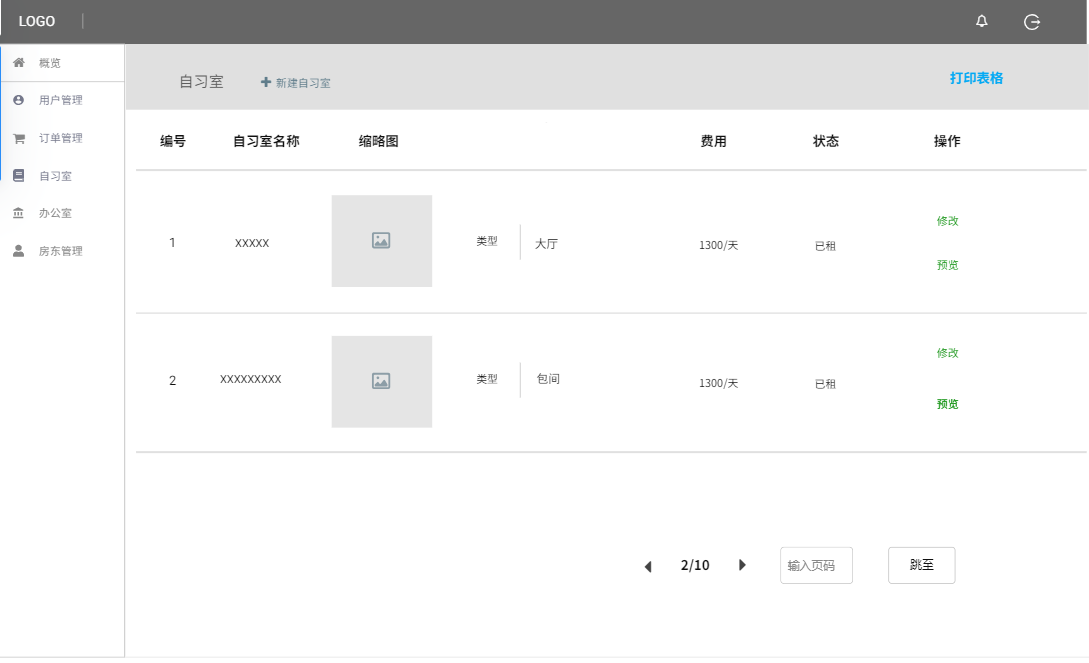 LOGO
概览
用户管理
订单管理
自习室
办公室
房东管理
自习室 新建自习室 打印表格
编号 自习室名称 缩略图 费用 状态 操作
1 XXXXX 类型 大厅 1300/天 已租 修改
预览
2 XXXXXXXXX 类型 包间 1300/天 已租 修改
预览
2/10 输入页码 跳至